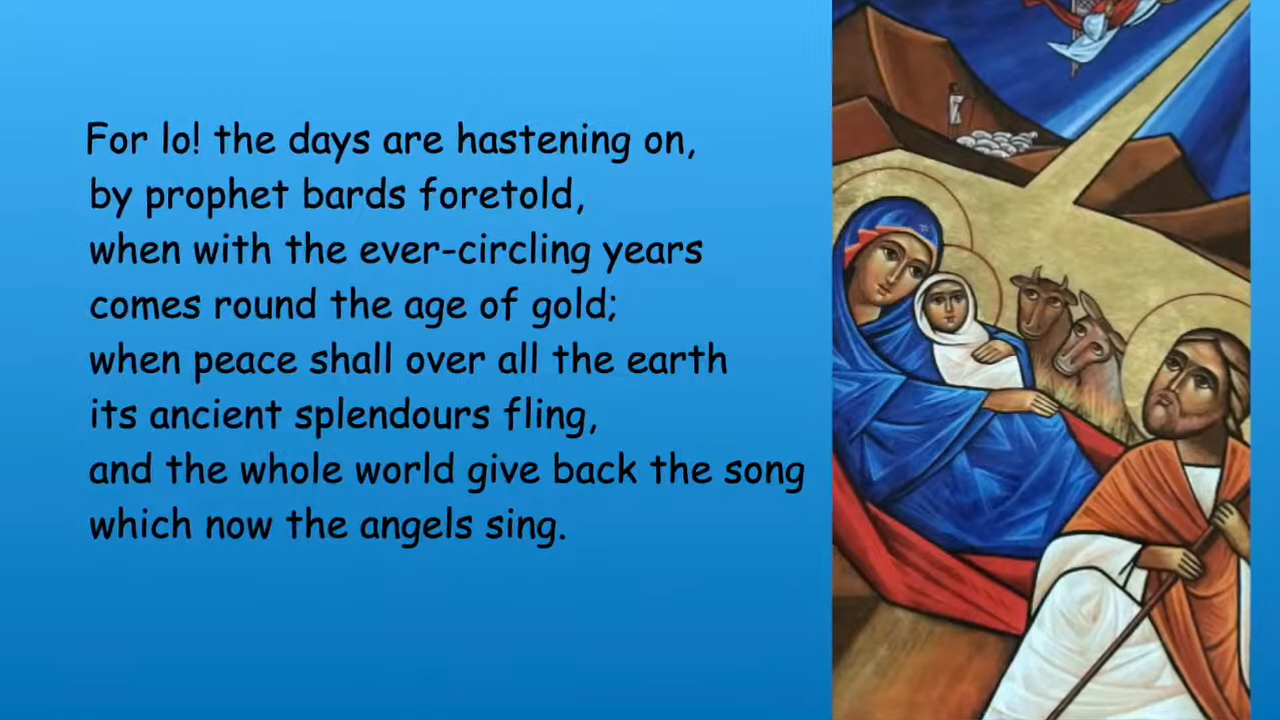 For lo! the days are hastening on,
by prophet bards foretold,
when with the ever-circling years
comes round the age of gold;
when peace shall over all the earth
its ancient splendours fling,
and the whole world give back the song
which now the angels sing.